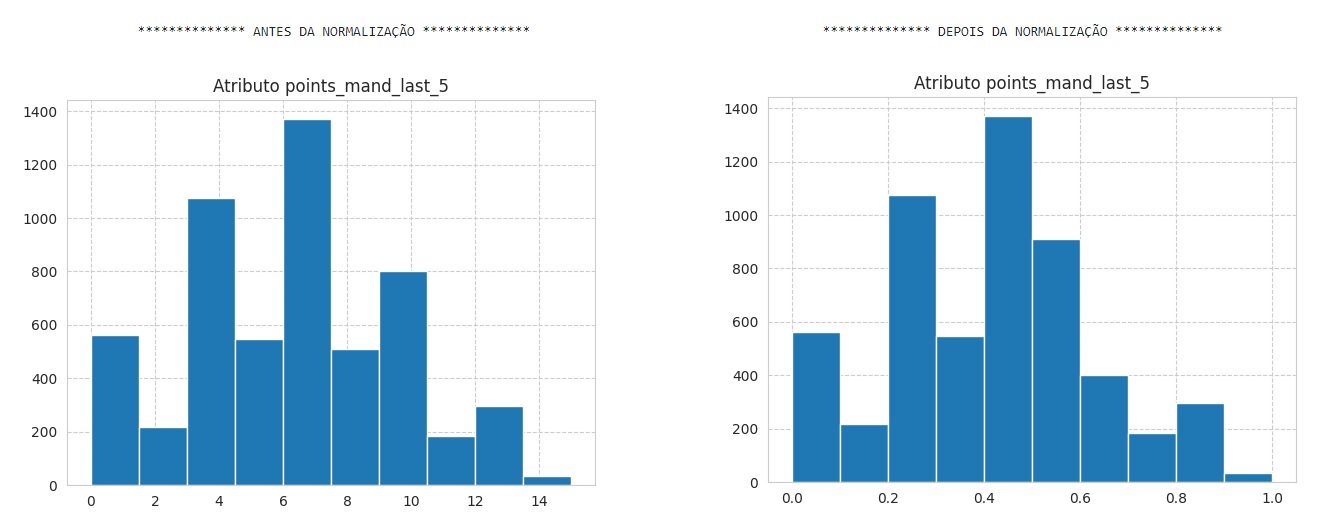 ************** ANTES DA NORMALIZAÇÃO **************
Atributo points_mand_last_5
1400
1200
1000
800
600
400
200
0
0 2 4 6 8 10 12 14
************** DEPOIS DA NORMALIZAÇÃO **************
Atributo points_mand_last_5
1400
1200
1000
800
600
400
200
0
0.0 0.2 0.4 0.6 0.8 1.0